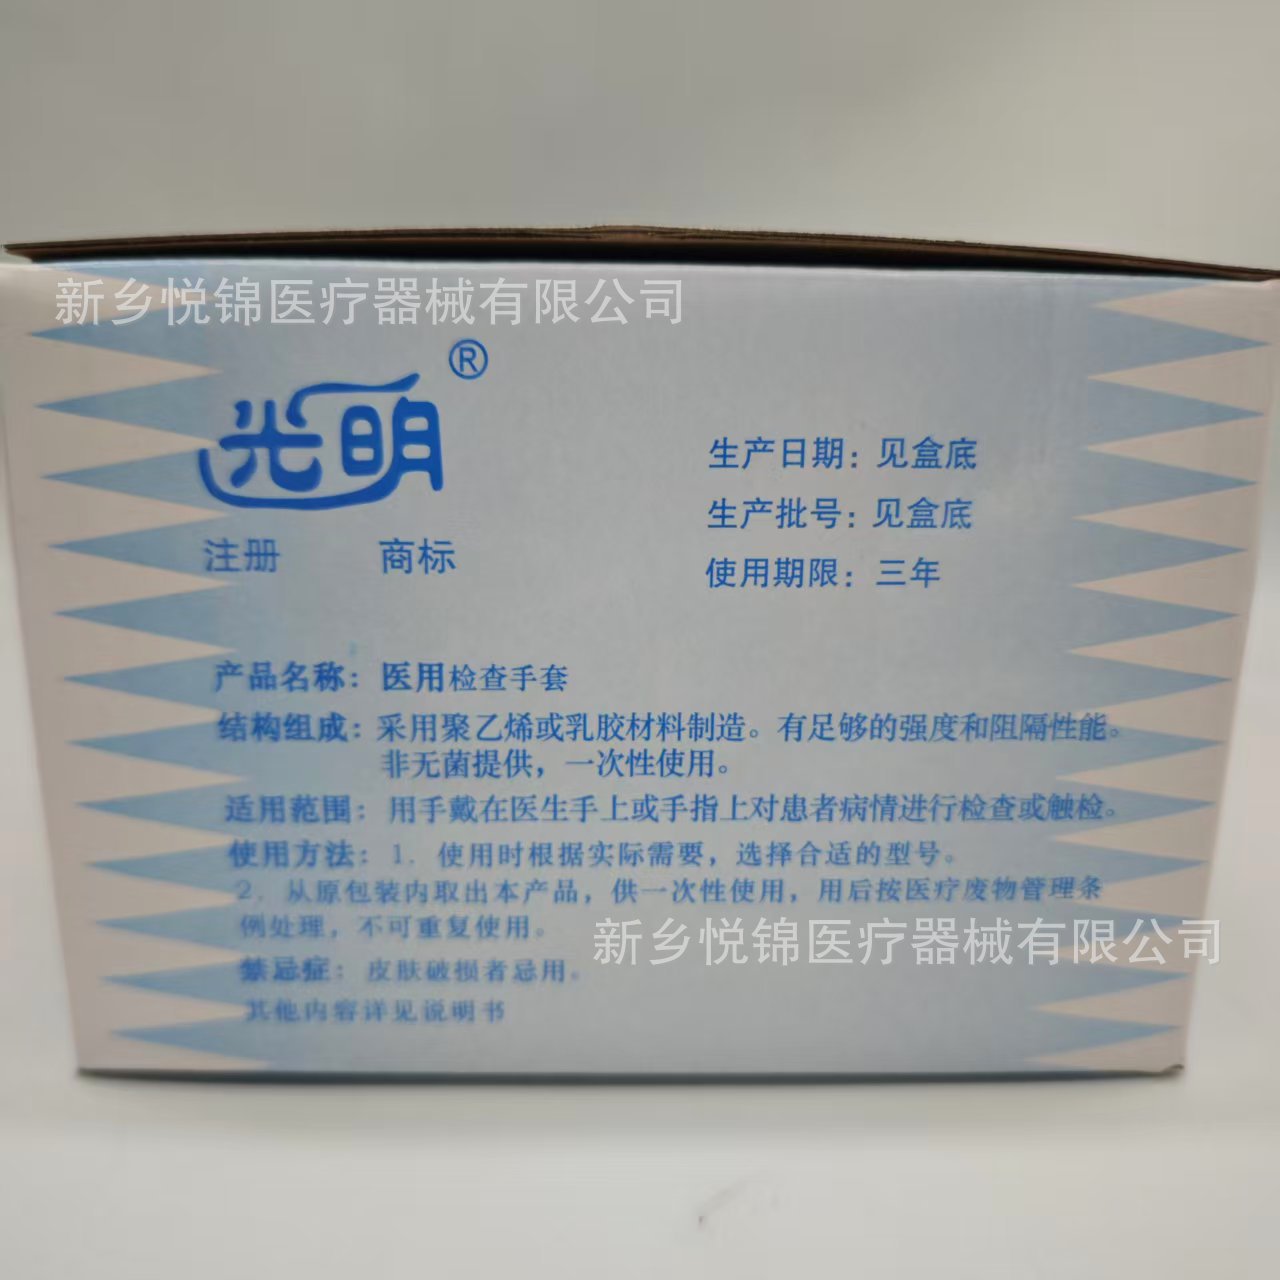 新乡悦锦医疗器械有限公司
光明®
注册 商标
生产日期：见盒底
生产批号：见盒底
使用期限：三年
产品名称：医用检查手套
结构组成：采用聚乙烯或乳胶材料制造。有足够的强度和阻隔性能。
非无菌提供，一次性使用。
适用范围：用手戴在医生手上或手指上对患者病情进行检查或触检。
使用方法：1．使用时根据实际需要，选择合适的型号。
2．从原包装内取出本产品，供一次性使用，用后按医疗废物管理条
例处理，不可重复使用。
新乡悦锦医疗器械有限公司
禁忌症：皮肤破损者忌用。
其他内容详见说明书